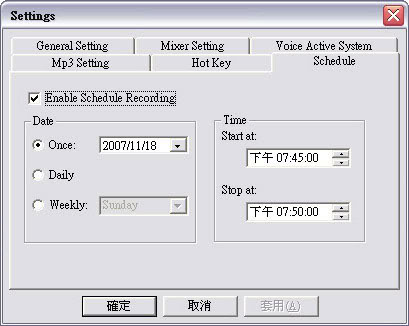 Settings
General Setting Mixer Setting Voice Active System
Mp3 Setting Hot Key Schedule
Enable Schedule Recording
Date
Once: 2007/11/18
Daily
Weekly: Sunday
Time
Start at:
下午 07:45:00
Stop at:
下午 07:50:00
確定 取消 套用(A)